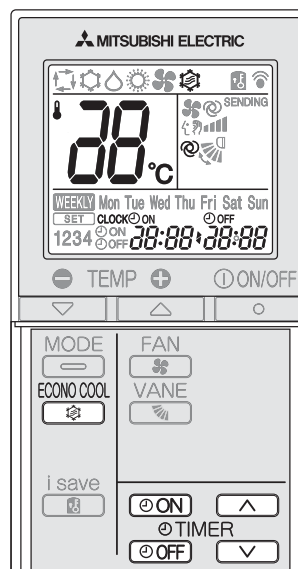 MITSUBISHI ELECTRIC
SENDING
88°C
WEEKLY Mon Tue Wed Thu Fri Sat Sun
SET CLOCK ON OFF
1234 ON OFF 88:88 88:88
TEMP ON/OFF
MODE FAN
ECONO COOL VANE
i save
ON
TIMER
OFF